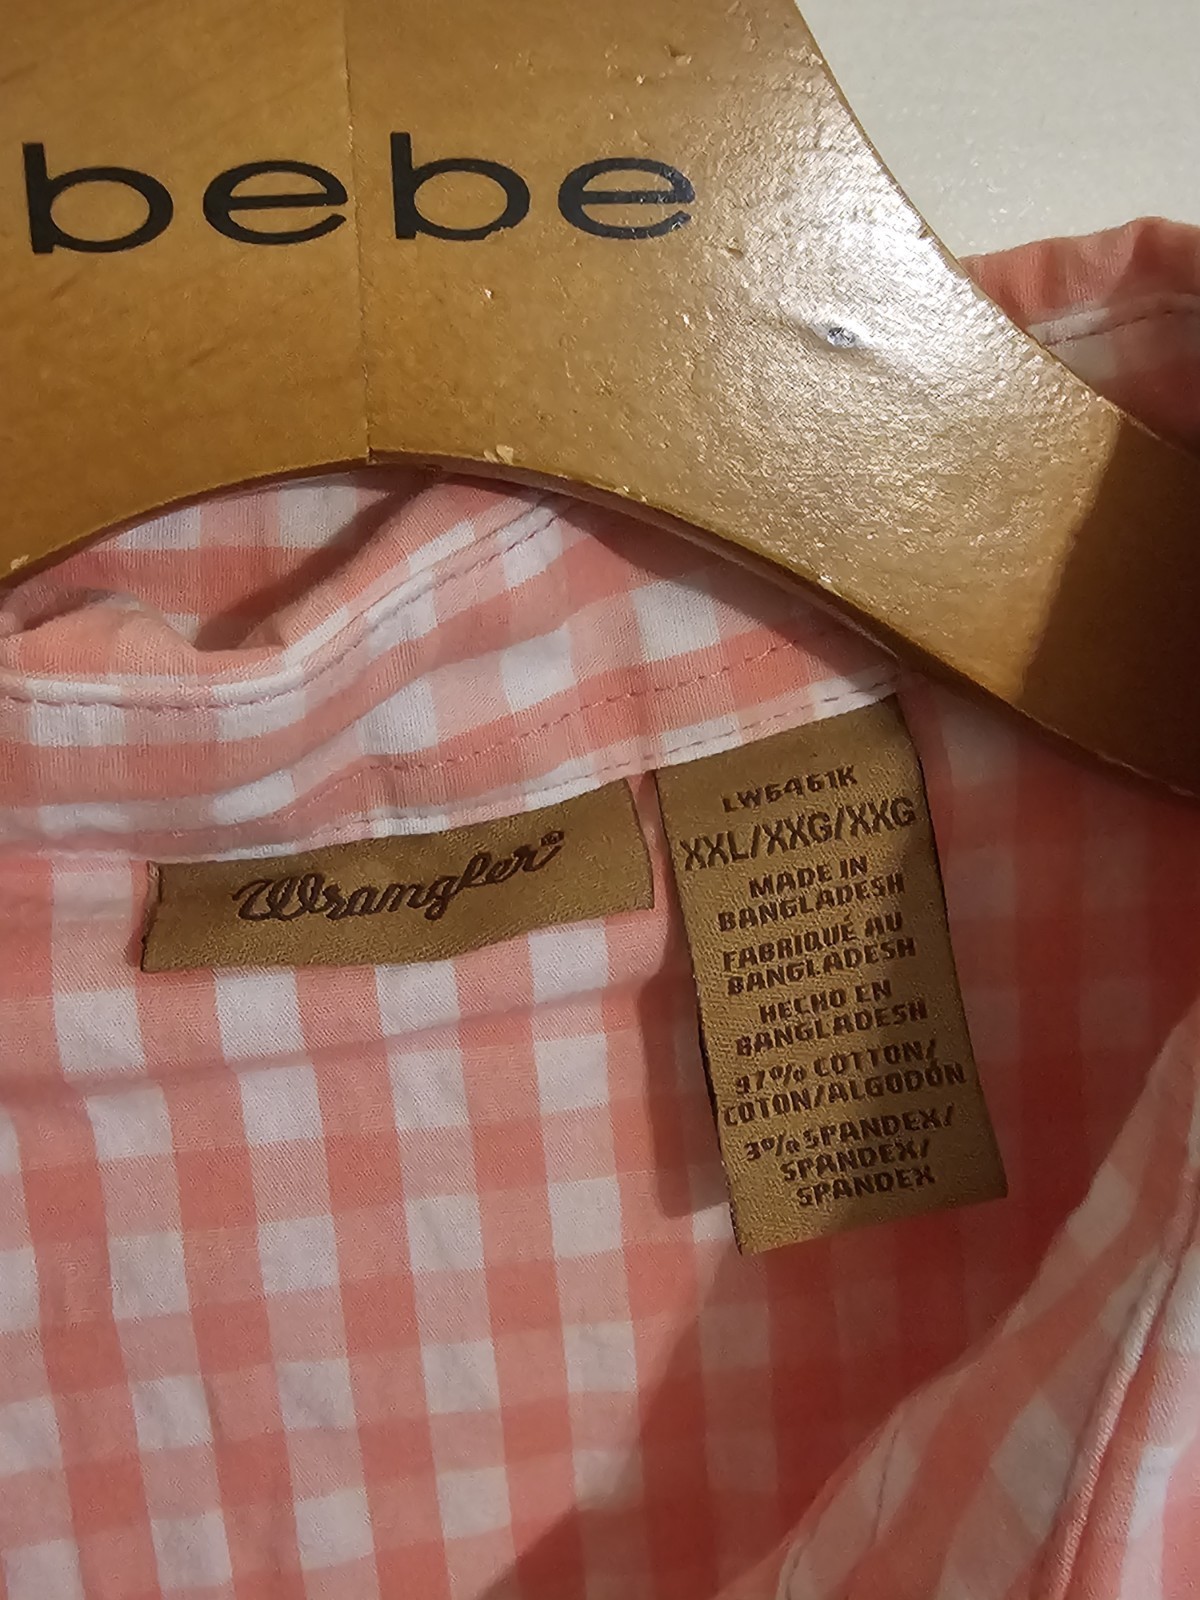 bebe
Wrangler®
LW6461K
XXL/XXG/XXG
MADE IN
BANGLADESH
FABRIQUÉ AU
BANGLADESH
HECHO EN
BANGLADESH
97% COTTON/
COTON/ALGODÓN
3% SPANDEX/
SPANDEX/
SPANDEX